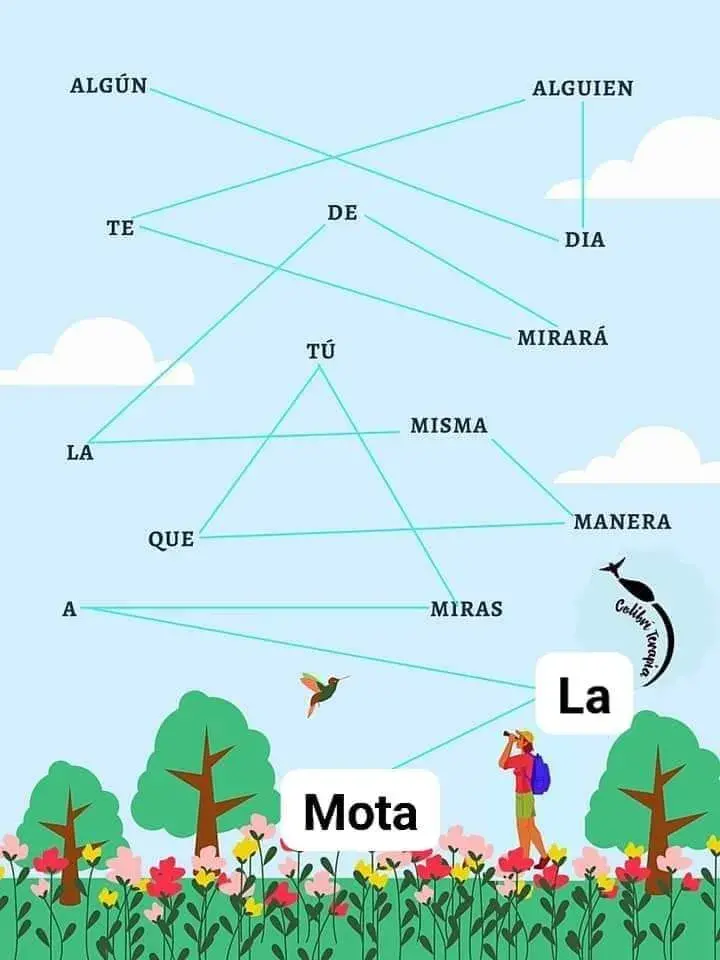 ALGÚN ALGUIEN
TE DE DIA
MIRARÁ
TÚ
LA MISMA
QUE MANERA
A MIRAS
Colibrí Terapia
La
Mota